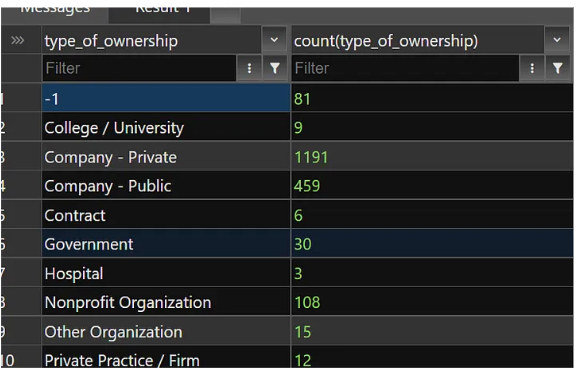 Messages Result 1
»» type_of_ownership count(type_of_ownership)
Filter Filter
1 -1 81
2 College / University 9
3 Company - Private 1191
4 Company - Public 459
5 Contract 6
6 Government 30
7 Hospital 3
8 Nonprofit Organization 108
9 Other Organization 15
10 Private Practice / Firm 12